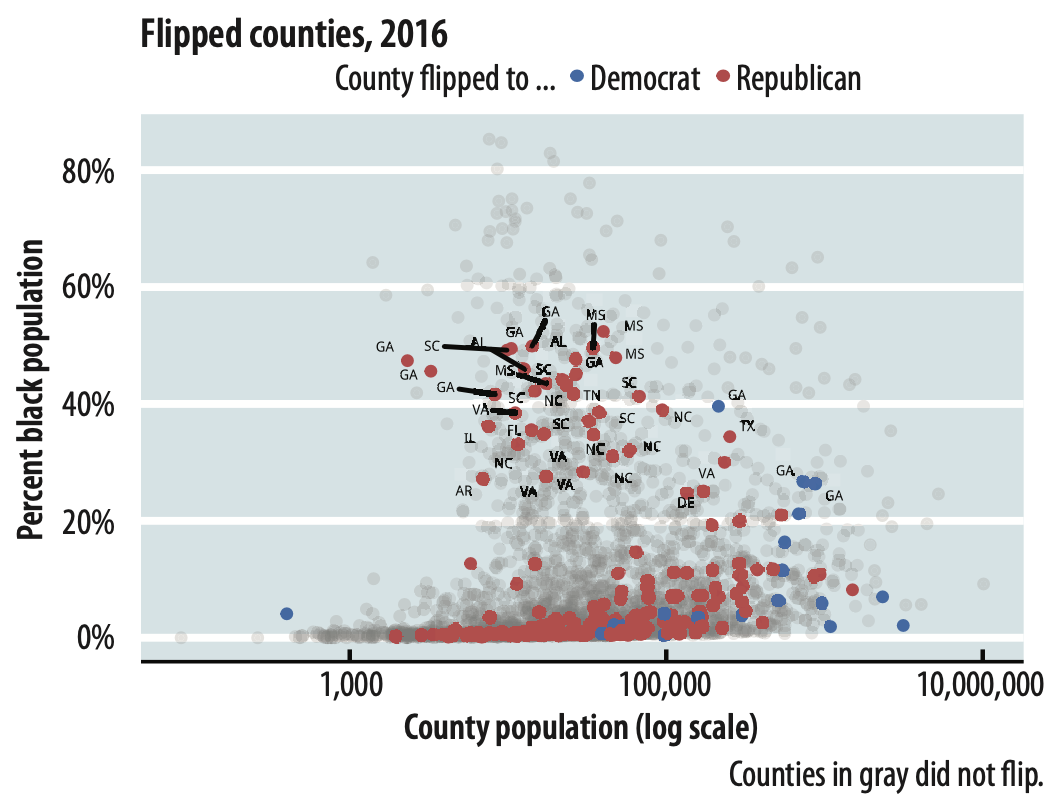 Flipped counties, 2016
County flipped to ... Democrat Republican
80%
60%
40%
20%
0%
Percent black population
GA MS
GA MS
GA SC AL AL
MS
GA GA
MS SC
SC
GA SC NC TN GA
VA SC NC TX
FL SC
IL NC NC
NC VA VA GA
AR VA VA NC GA
DE
1,000 100,000 10,000,000
County population (log scale)
Counties in gray did not flip.